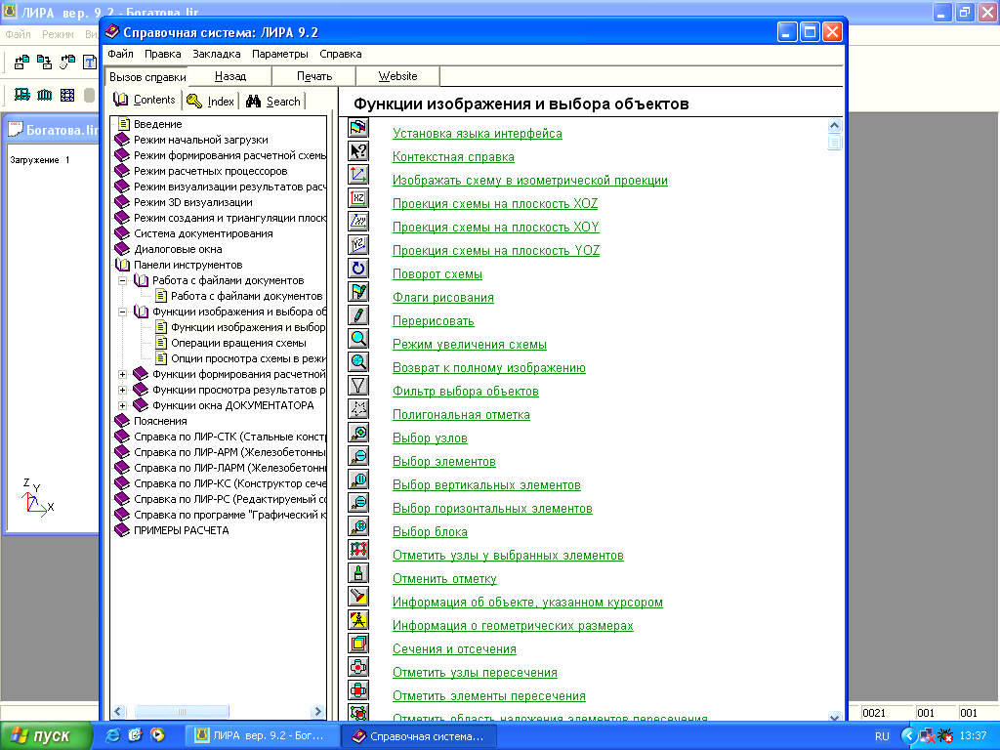 ЛИРА вер. 9.2 - Богатова.lir
Файл Режим
Справочная система: ЛИРА 9.2
Файл Правка Закладка Параметры Справка
Вызов справки Назад Печать Website
Contents Index Search
Функции изображения и выбора объектов
Богатова.lir
Загружение 1
Z
Y
X
Введение
Режим начальной загрузки
Режим формирования расчетной схемы
Режим расчетных процессоров
Режим визуализации результатов расч
Режим 3D визуализации
Режим создания и триангуляции плоск
Система документирования
Диалоговые окна
Панели инструментов
Работа с файлами документов
Работа с файлами документов
Функции изображения и выбора об
Функции изображения и выбор
Операции вращения схемы
Опции просмотра схемы в режи
Функции формирования расчетной
Функции просмотра результатов р
Функции окна ДОКУМЕНТАТОРА
Пояснения
Справка по ЛИР-СТК (Стальные конст
Справка по ЛИР-АРМ (Железобетонны
Справка по ЛИР-ЛАРМ (Железобетонн
Справка по ЛИР-КС (Конструктор сече
Справка по ЛИР-РС (Редактируемый со
Справка по программе "Графический к
ПРИМЕРЫ РАСЧЕТА
Установка языка интерфейса
Контекстная справка
Изображать схему в изометрической проекции
Проекция схемы на плоскость XOZ
Проекция схемы на плоскость XOY
Проекция схемы на плоскость YOZ
Поворот схемы
Флаги рисования
Перерисовать
Режим увеличения схемы
Возврат к полному изображению
Фильтр выбора объектов
Полигональная отметка
Выбор узлов
Выбор элементов
Выбор вертикальных элементов
Выбор горизонтальных элементов
Выбор блока
Отметить узлы у выбранных элементов
Отменить отметку
Информация об объекте, указанном курсором
Информация о геометрических размерах
Сечения и отсечения
Отметить узлы пересечения
Отметить элементы пересечения
Отметить область наложения элементов пересечения
0021 001 001
пуск ЛИРА вер. 9.2 - Бог... Справочная система... RU 13:37